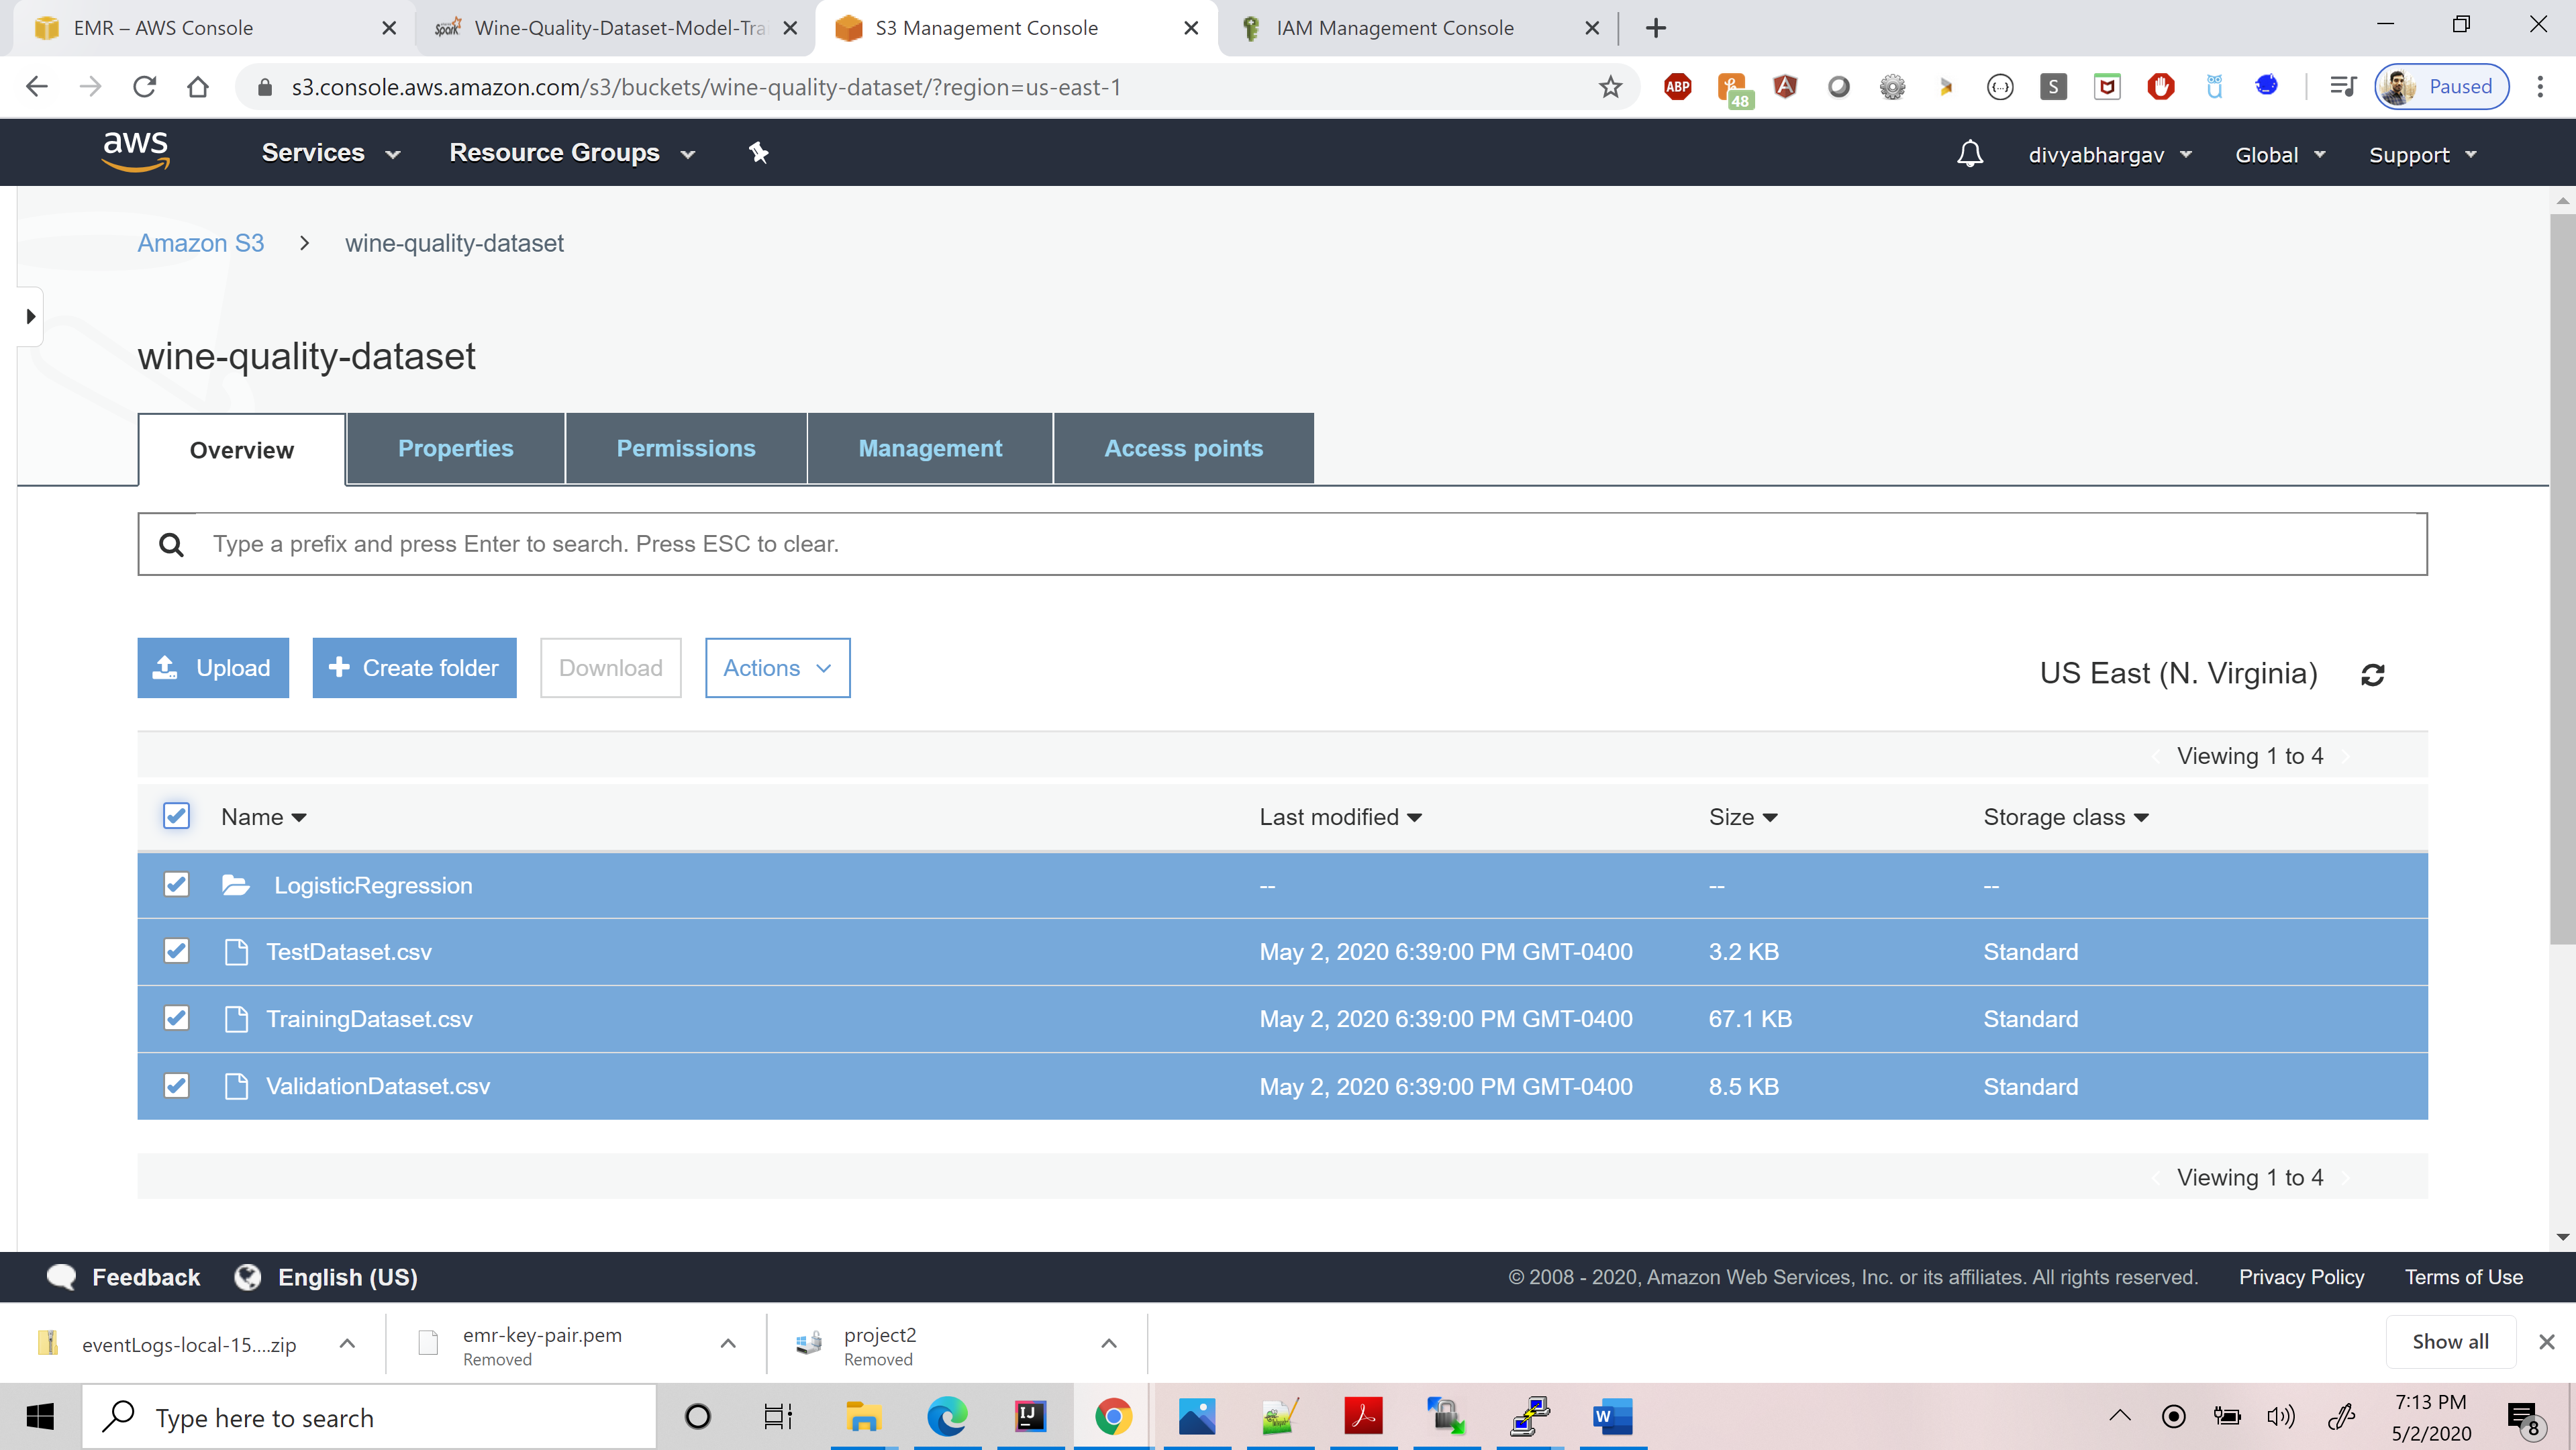 EMR – AWS Console
Wine-Quality-Dataset-Model-Tra
S3 Management Console
IAM Management Console
s3.console.aws.amazon.com/s3/buckets/wine-quality-dataset/?region=us-east-1
ABP
48
S
Paused
aws
Services
Resource Groups
divyabhargav
Global
Support
Amazon S3 > wine-quality-dataset
wine-quality-dataset
Overview
Properties
Permissions
Management
Access points
Type a prefix and press Enter to search. Press ESC to clear.
Upload
Create folder
Download
Actions
US East (N. Virginia)
Viewing 1 to 4
Name Last modified Size Storage class
LogisticRegression -- -- --
TestDataset.csv May 2, 2020 6:39:00 PM GMT-0400 3.2 KB Standard
TrainingDataset.csv May 2, 2020 6:39:00 PM GMT-0400 67.1 KB Standard
ValidationDataset.csv May 2, 2020 6:39:00 PM GMT-0400 8.5 KB Standard
Viewing 1 to 4
Feedback
English (US)
© 2008 - 2020, Amazon Web Services, Inc. or its affiliates. All rights reserved.
Privacy Policy
Terms of Use
eventLogs-local-15....zip
emr-key-pair.pem
Removed
project2
Removed
Show all
Type here to search
IJ
W
7:13 PM
5/2/2020
8